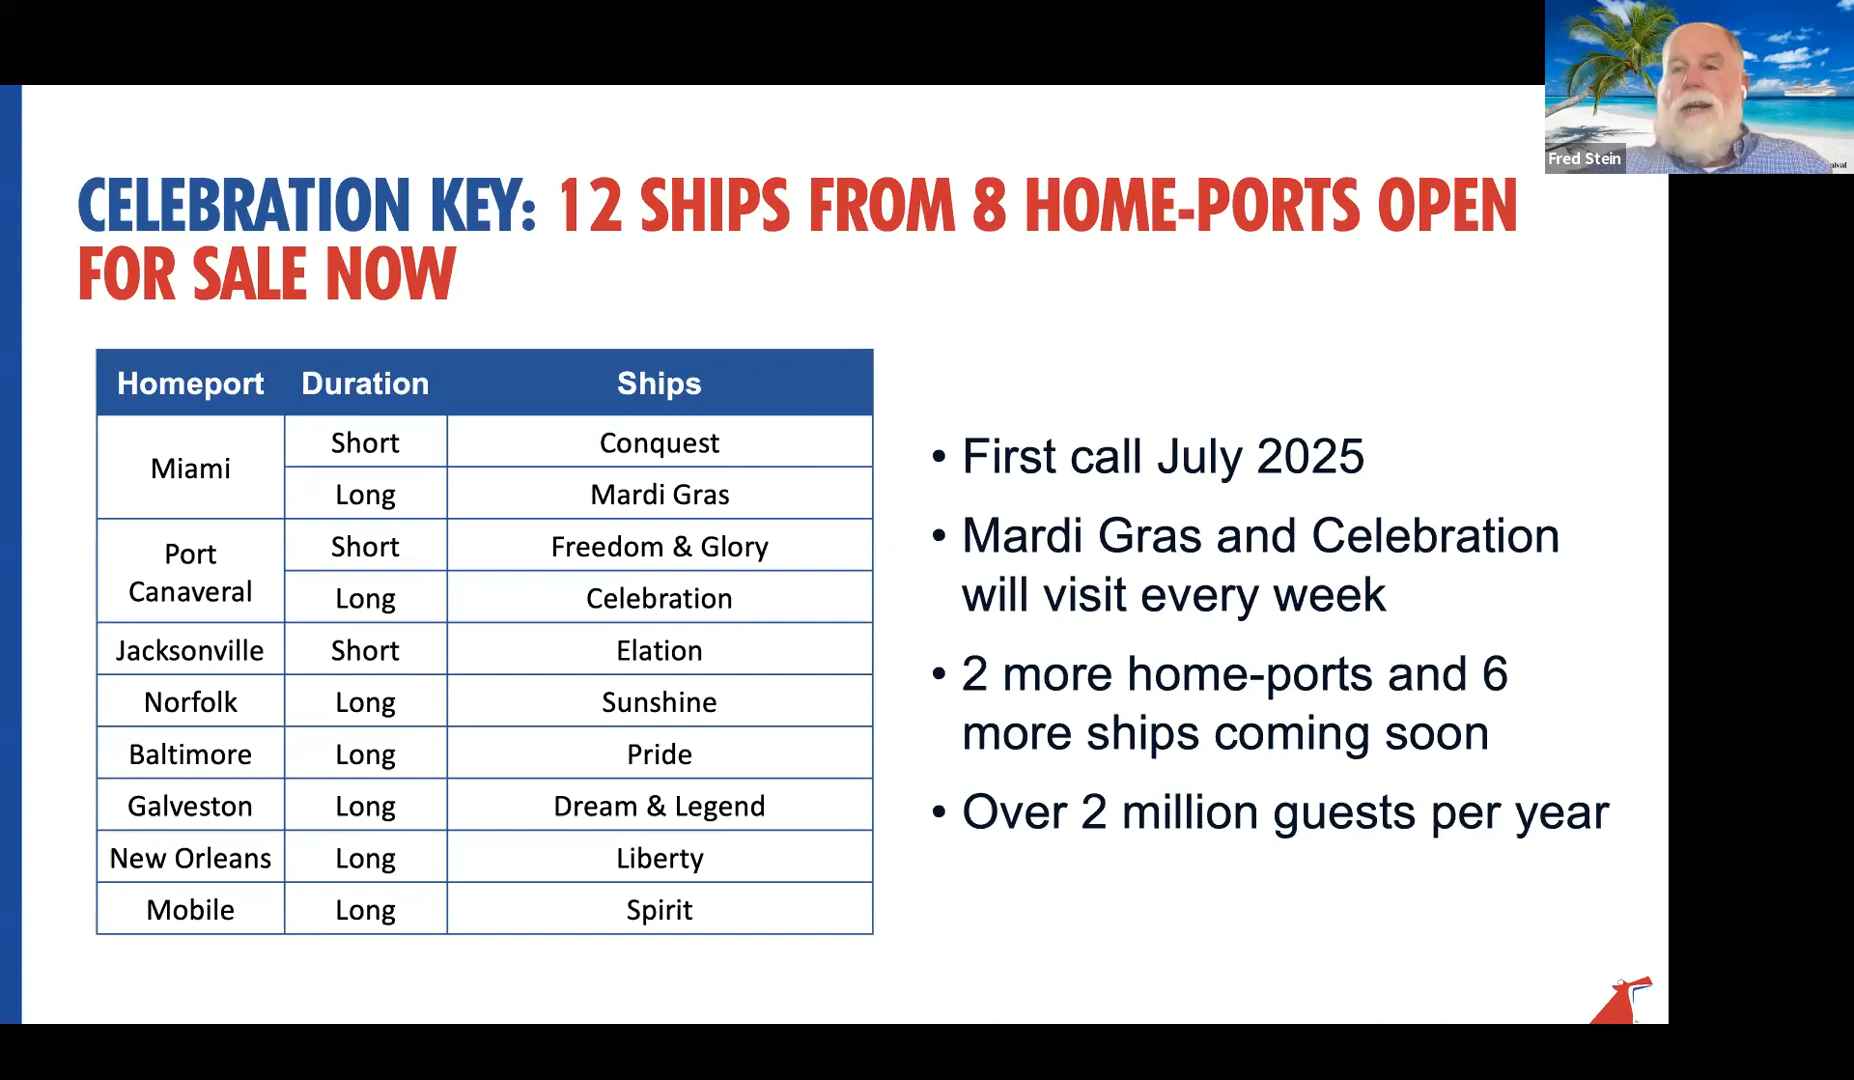 Fred Stein
CELEBRATION KEY: 12 SHIPS FROM 8 HOME-PORTS OPEN
FOR SALE NOW
Homeport Duration Ships
Miami
Short Conquest
Long Mardi Gras
Port
Canaveral
Short Freedom & Glory
Long Celebration
Jacksonville Short Elation
Norfolk Long Sunshine
Baltimore Long Pride
Galveston Long Dream & Legend
New Orleans Long Liberty
Mobile Long Spirit
• First call July 2025
• Mardi Gras and Celebration
will visit every week
• 2 more home-ports and 6
more ships coming soon
• Over 2 million guests per year